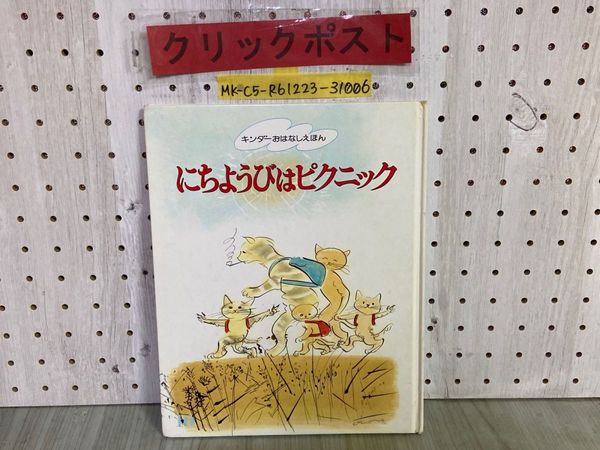 クリックポスト
MK-C5-R61223-31006
キンダーおはなしえほん
にちようびはピクニック